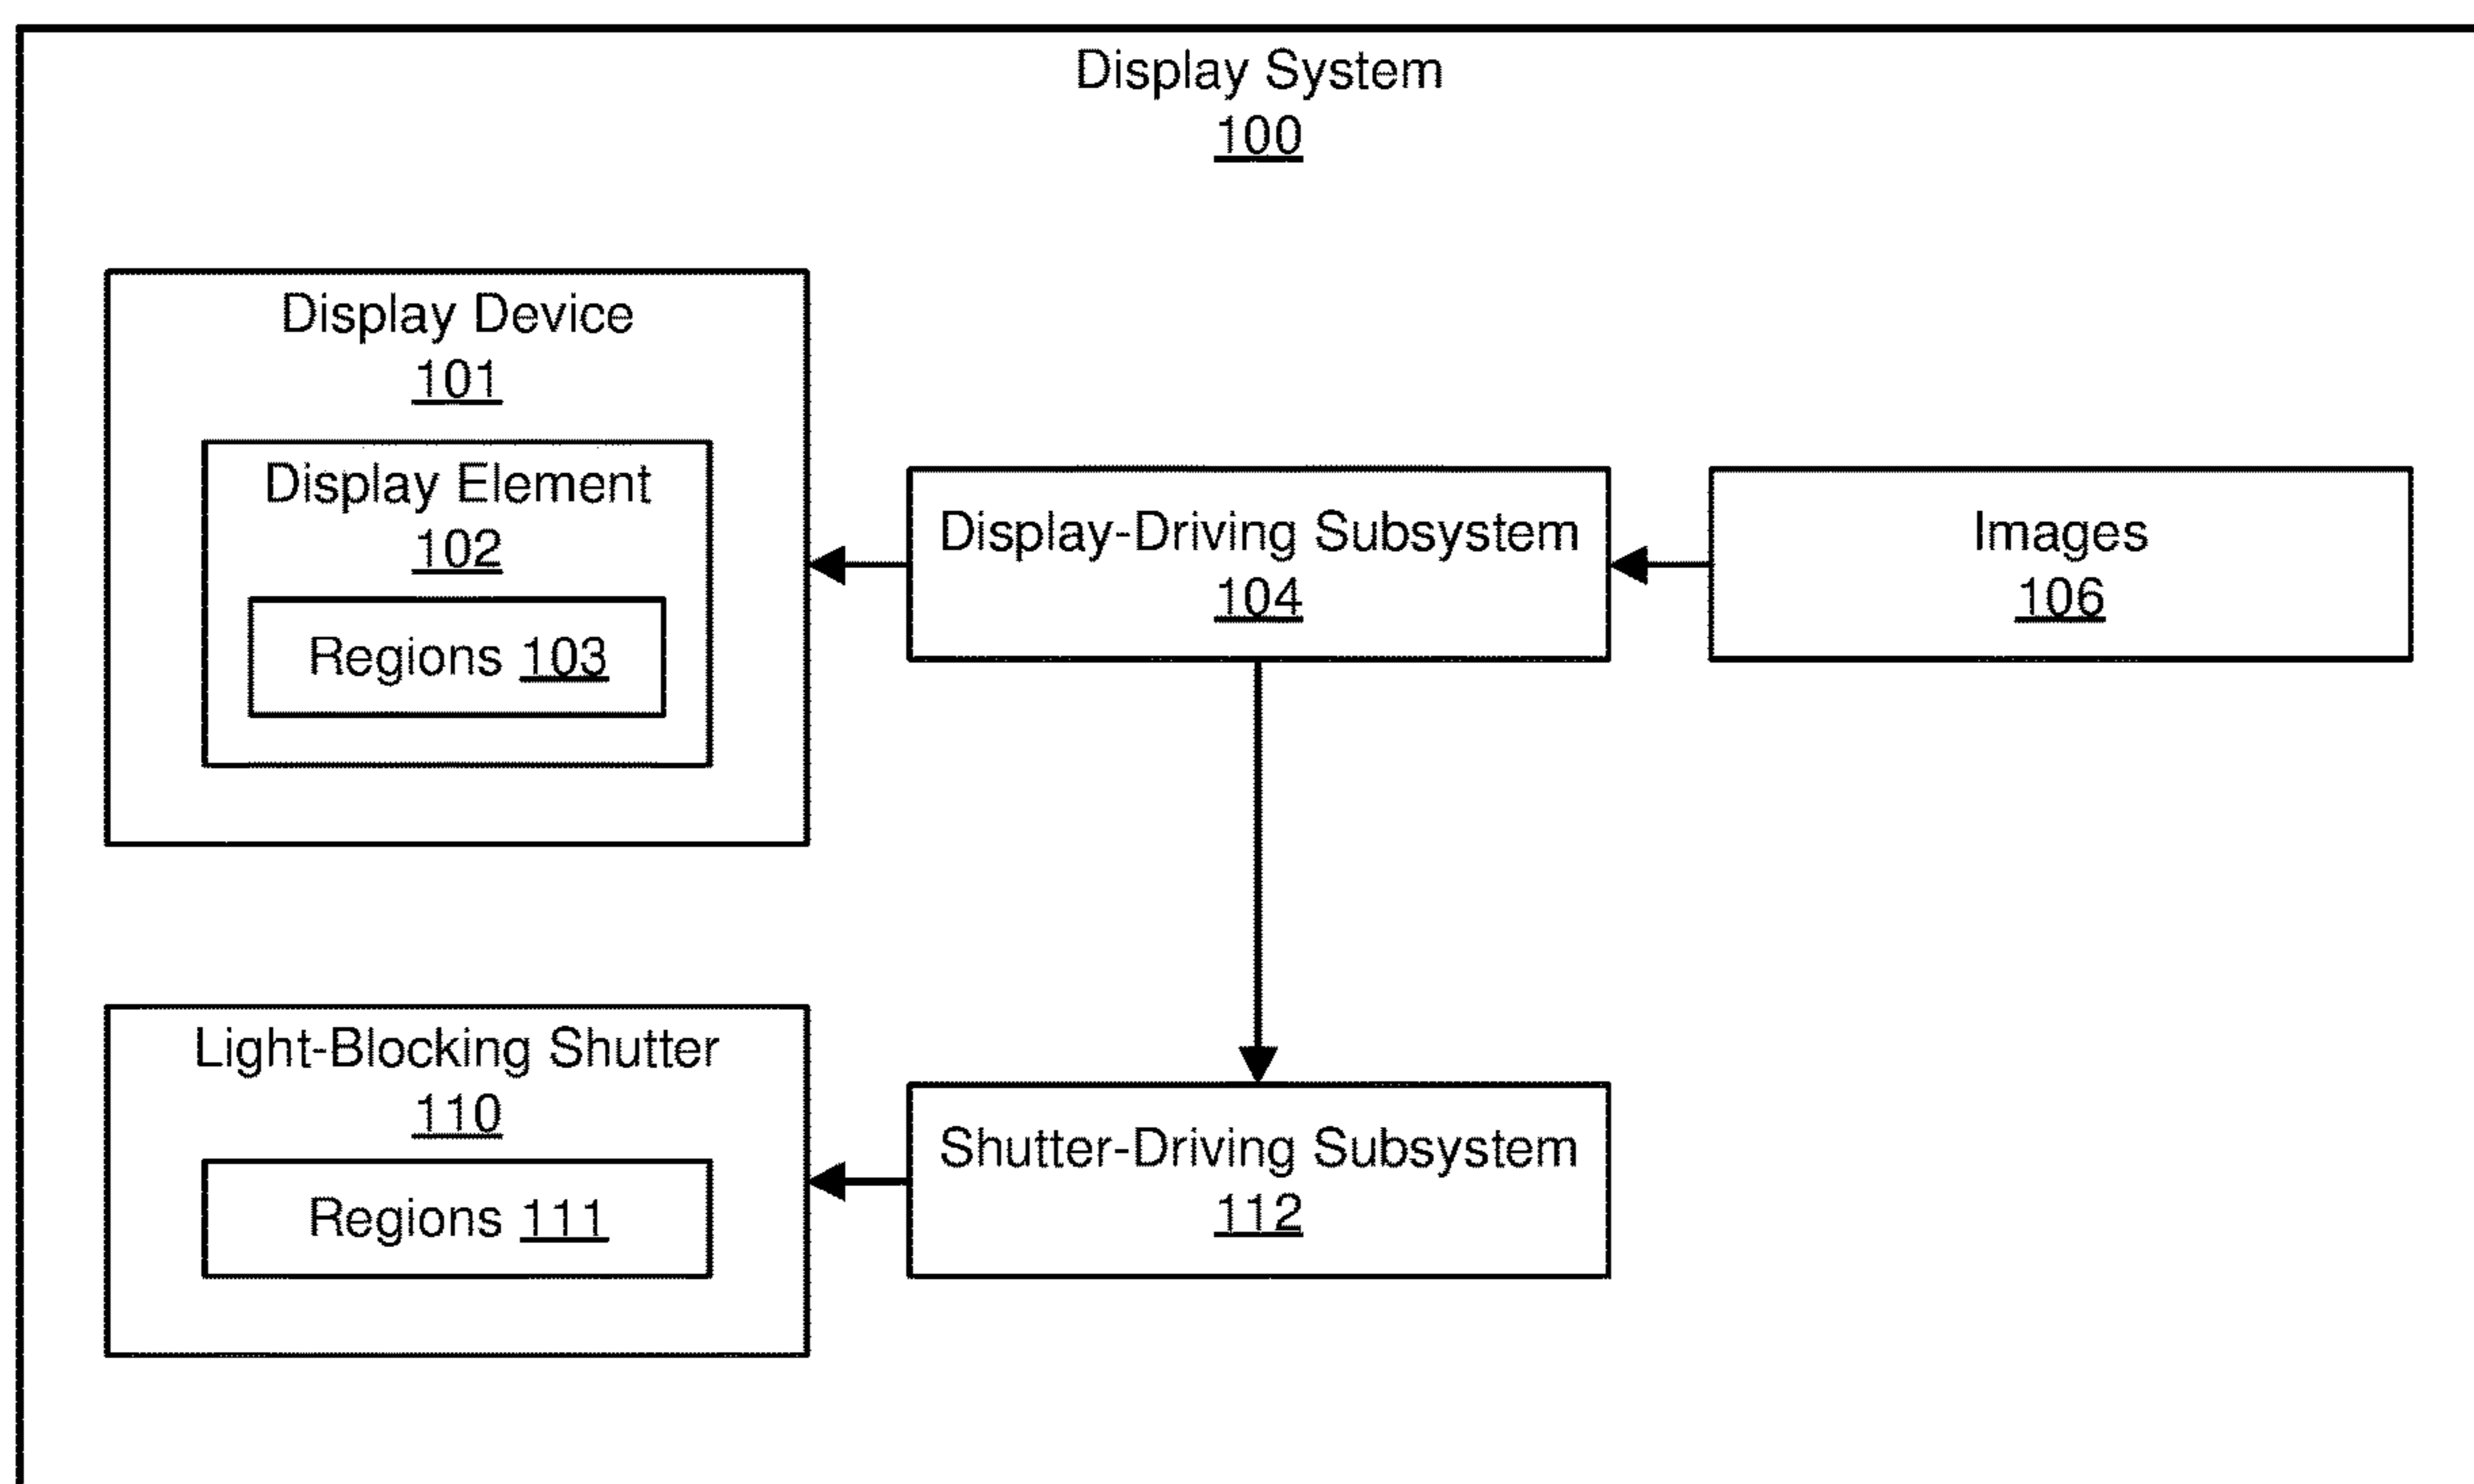 Display System
100
Display Device
101
Display Element
102
Regions 103
Display-Driving Subsystem
104
Images
106
Light-Blocking Shutter
110
Regions 111
Shutter-Driving Subsystem
112